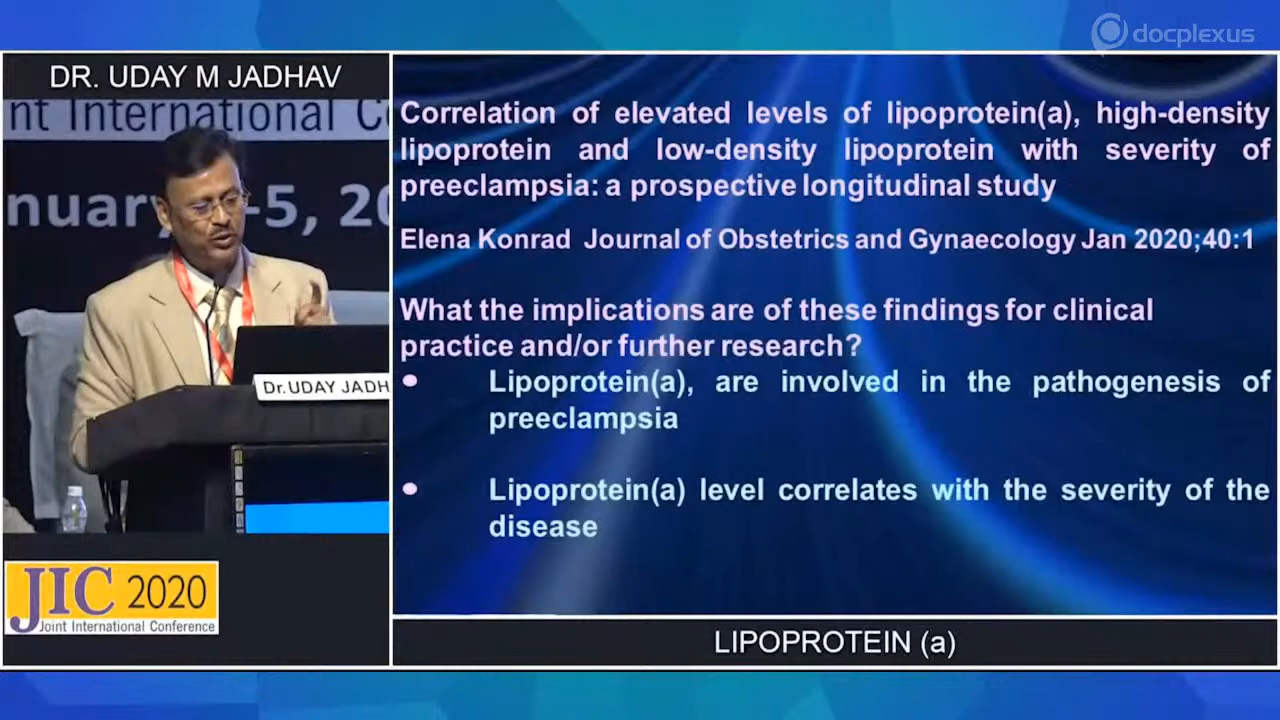 docplexus
DR. UDAY M JADHAV
nt International C
nuary
-5, 20
Dr.UDAY JADH
JIC 2020
Joint International Conference
Correlation of elevated levels of lipoprotein(a), high-density
lipoprotein and low-density lipoprotein with severity of
preeclampsia: a prospective longitudinal study
Elena Konrad Journal of Obstetrics and Gynaecology Jan 2020;40:1
What the implications are of these findings for clinical
practice and/or further research?
• Lipoprotein(a), are involved in the pathogenesis of
preeclampsia
• Lipoprotein(a) level correlates with the severity of the
disease
LIPOPROTEIN (a)